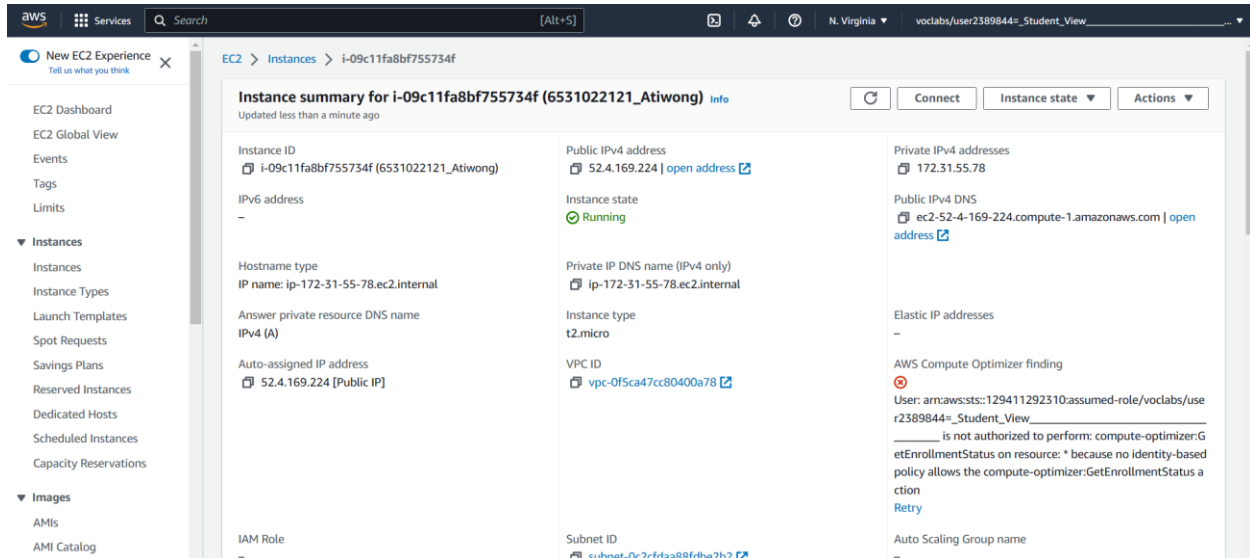 aws
Services
Search
[Alt+S]
N. Virginia
voclabs/user2389844=_Student_View_______________________________...
New EC2 Experience
Tell us what you think
EC2 Dashboard
EC2 Global View
Events
Tags
Limits
Instances
Instances
Instance Types
Launch Templates
Spot Requests
Savings Plans
Reserved Instances
Dedicated Hosts
Scheduled Instances
Capacity Reservations
Images
AMIs
AMI Catalog
EC2 > Instances > i-09c11fa8bf755734f
Instance summary for i-09c11fa8bf755734f (6531022121_Atiwong) Info
Updated less than a minute ago
Connect
Instance state
Actions
Instance ID
i-09c11fa8bf755734f (6531022121_Atiwong)
Public IPv4 address
52.4.169.224 | open address
Private IPv4 addresses
172.31.55.78
IPv6 address
–
Instance state
Running
Public IPv4 DNS
ec2-52-4-169-224.compute-1.amazonaws.com | open
address
Hostname type
IP name: ip-172-31-55-78.ec2.internal
Private IP DNS name (IPv4 only)
ip-172-31-55-78.ec2.internal
Answer private resource DNS name
IPv4 (A)
Instance type
t2.micro
Elastic IP addresses
–
Auto-assigned IP address
52.4.169.224 [Public IP]
VPC ID
vpc-0f5ca47cc80400a78
AWS Compute Optimizer finding
User: arn:aws:sts::129411292310:assumed-role/voclabs/use
r2389844=_Student_View_______________________________
________ is not authorized to perform: compute-optimizer:G
etEnrollmentStatus on resource: * because no identity-based
policy allows the compute-optimizer:GetEnrollmentStatus a
ction
Retry
IAM Role
–
Subnet ID
subnet-0c2cfdaa88fdbe2b2
Auto Scaling Group name
–